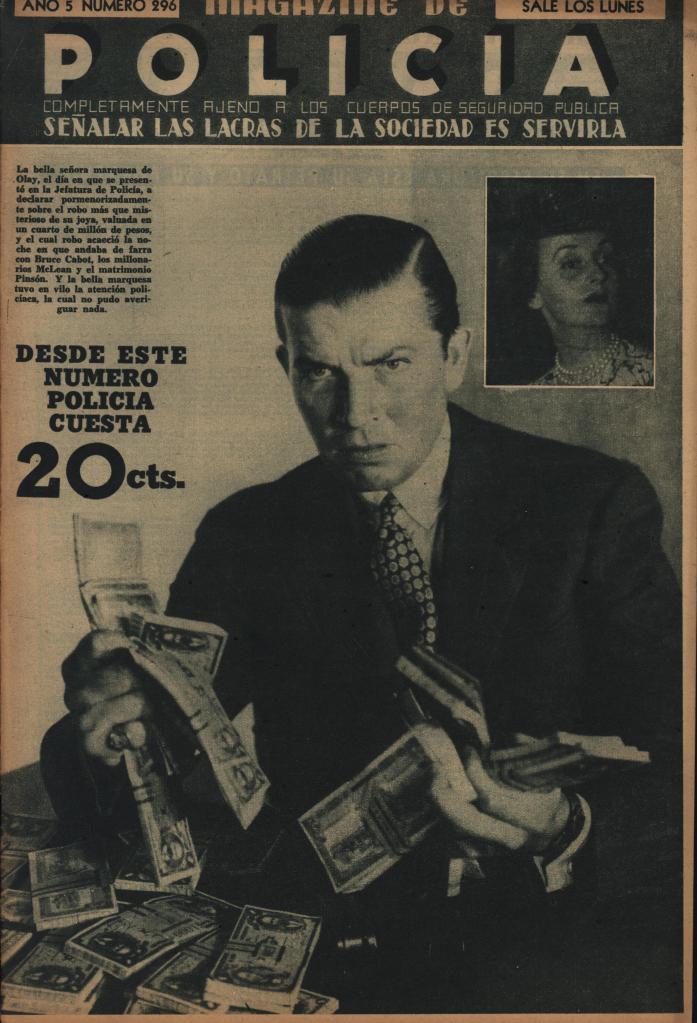 AÑO 5 NUMERO 296
MAGAZINE DE
SALE LOS LUNES
POLICIA
COMPLETAMENTE AJENO A LOS CUERPOS DE SEGURIDAD PUBLICA
SEÑALAR LAS LACRAS DE LA SOCIEDAD ES SERVIRLA
La bella señora marquesa de
Olay, el día en que se presen-
tó en la Jefatura de Policía, a
declarar pormenorizadamen-
te sobre el robo más que mis-
terioso de su joya, valuada en
un cuarto de millón de pesos,
y el cual robo acaeció la no-
che en que andaba de farra
con Bruce Cabot, los millona-
rios McLean y el matrimonio
Pinsón. Y la bella marquesa
tuvo en vilo la atención poli-
cíaca, la cual no pudo averi-
guar nada.
DESDE ESTE
NUMERO
POLICIA
CUESTA
20 cts.